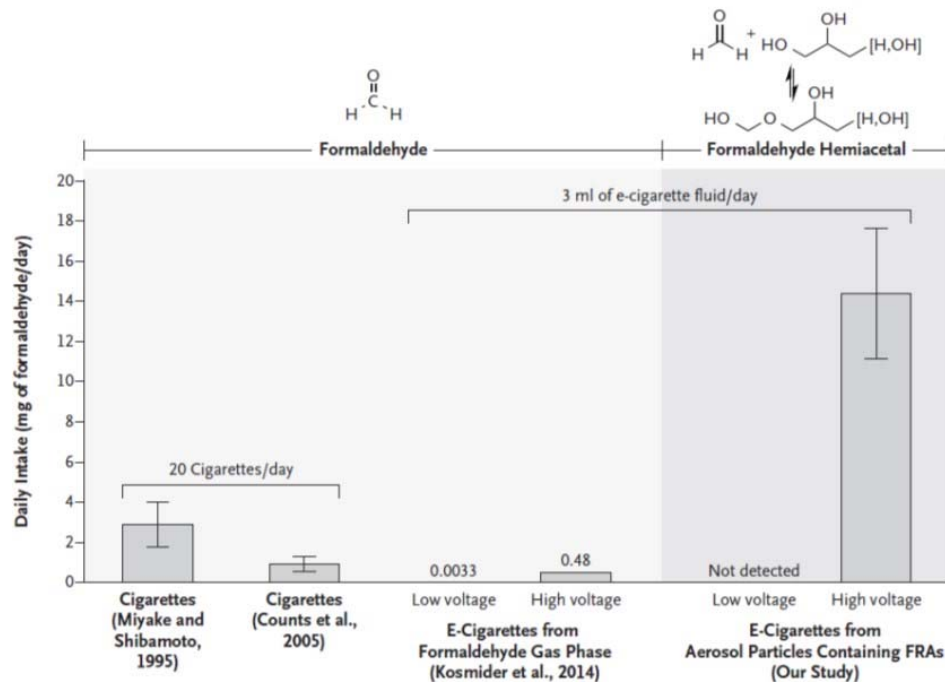 O
H C H
O
H H + HO OH [H,OH]
HO O OH [H,OH]
Formaldehyde
Formaldehyde Hemiacetal
Daily Intake (mg of formaldehyde/day)
20
18
16
14
12
10
8
6
4
2
0
3 ml of e-cigarette fluid/day
20 Cigarettes/day
0.0033
0.48
Not detected
Cigarettes
(Miyake and
Shibamoto,
1995)
Cigarettes
(Counts et al.,
2005)
Low voltage
High voltage
E-Cigarettes from
Formaldehyde Gas Phase
(Kosmider et al., 2014)
Low voltage
High voltage
E-Cigarettes from
Aerosol Particles Containing FRAs
(Our Study)